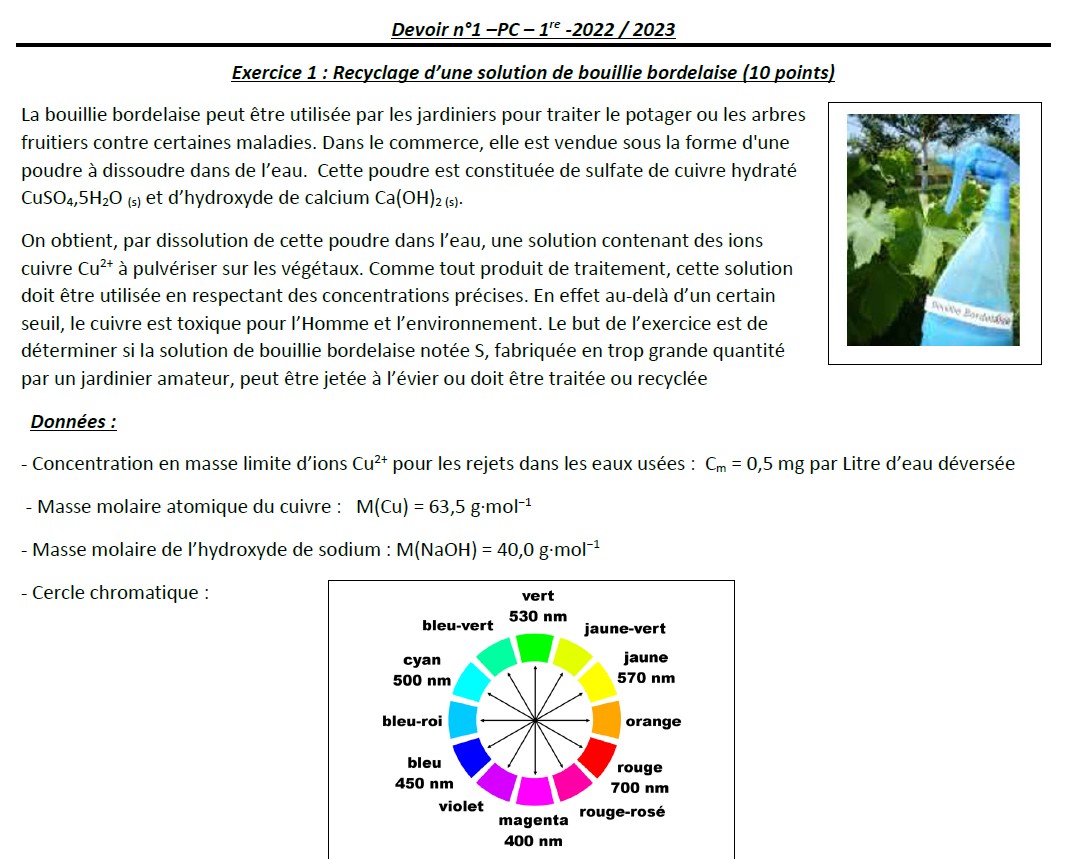 Devoir n°1 –PC – 1re -2022 / 2023
Exercice 1 : Recyclage d’une solution de bouillie bordelaise (10 points)
La bouillie bordelaise peut être utilisée par les jardiniers pour traiter le potager ou les arbres
fruitiers contre certaines maladies. Dans le commerce, elle est vendue sous la forme d'une
poudre à dissoudre dans de l’eau. Cette poudre est constituée de sulfate de cuivre hydraté
CuSO₄,5H₂O (s) et d’hydroxyde de calcium Ca(OH)₂ (s).
On obtient, par dissolution de cette poudre dans l’eau, une solution contenant des ions
cuivre Cu²⁺ à pulvériser sur les végétaux. Comme tout produit de traitement, cette solution
doit être utilisée en respectant des concentrations précises. En effet au-delà d’un certain
seuil, le cuivre est toxique pour l’Homme et l’environnement. Le but de l’exercice est de
déterminer si la solution de bouillie bordelaise notée S, fabriquée en trop grande quantité
par un jardinier amateur, peut être jetée à l’évier ou doit être traitée ou recyclée
Bouillie Bordelaise
Données :
- Concentration en masse limite d’ions Cu²⁺ pour les rejets dans les eaux usées : Cm = 0,5 mg par Litre d’eau déversée
- Masse molaire atomique du cuivre : M(Cu) = 63,5 g·mol⁻¹
- Masse molaire de l’hydroxyde de sodium : M(NaOH) = 40,0 g·mol⁻¹
- Cercle chromatique :
vert
530 nm
bleu-vert
jaune-vert
cyan
500 nm
jaune
570 nm
bleu-roi
orange
bleu
450 nm
rouge
700 nm
violet
rouge-rosé
magenta
400 nm